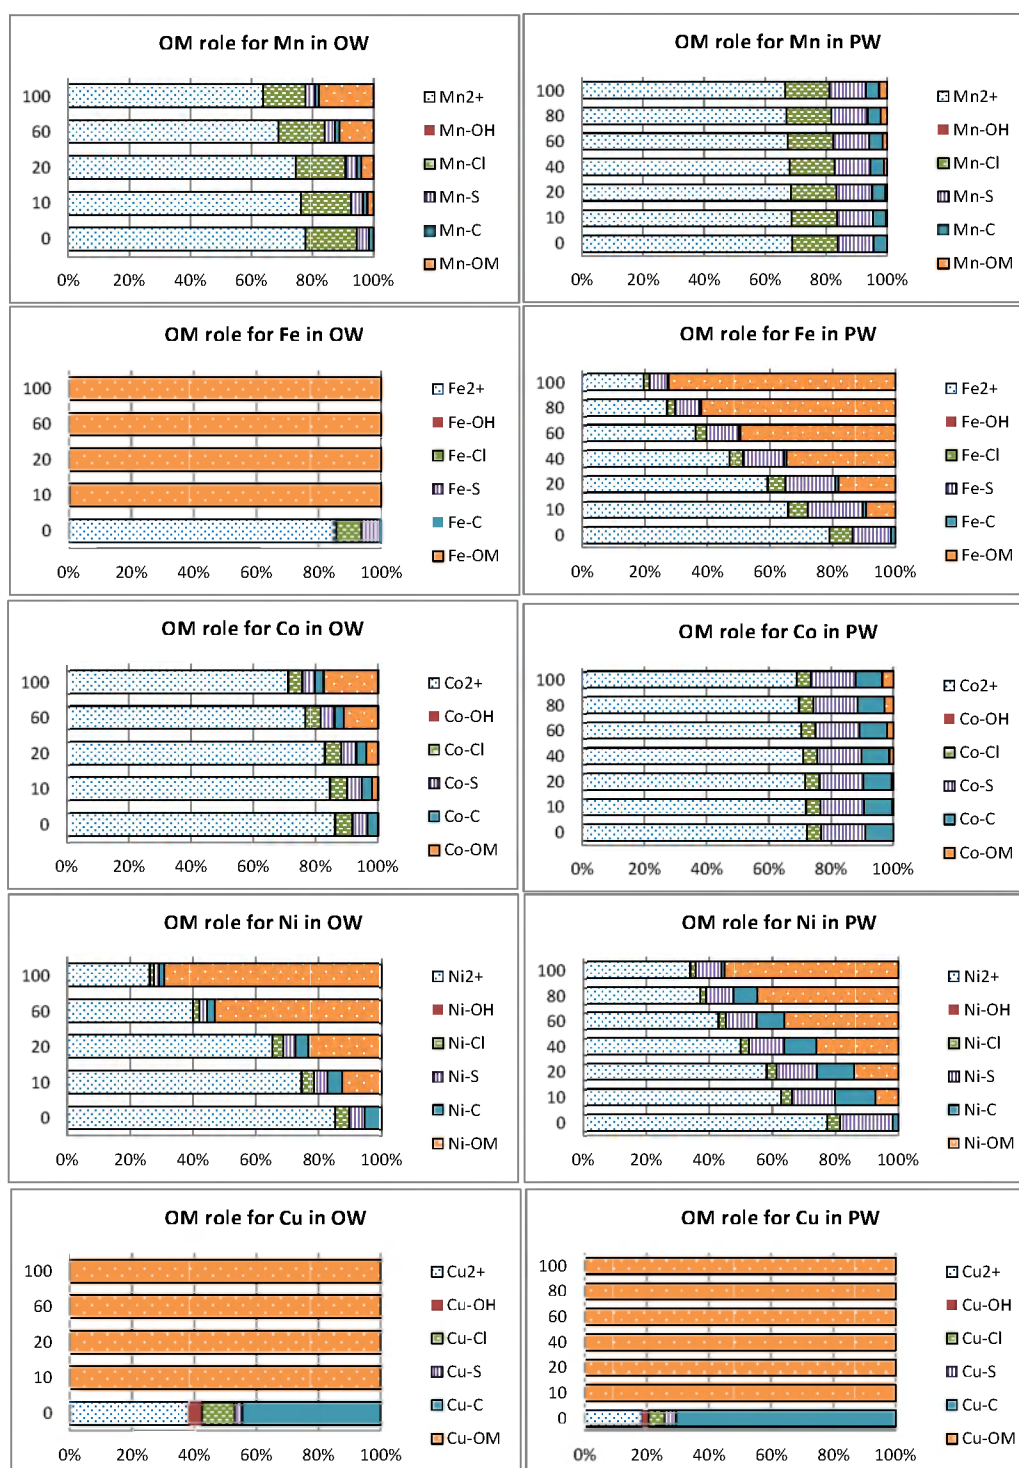 OM role for Mn in OW
100
60
20
10
0
0% 20% 40% 60% 80% 100%
Mn2+
Mn-OH
Mn-Cl
Mn-S
Mn-C
Mn-OM
OM role for Mn in PW
100
80
60
40
20
10
0
0% 20% 40% 60% 80% 100%
Mn2+
Mn-OH
Mn-Cl
Mn-S
Mn-C
Mn-OM
OM role for Fe in OW
100
60
20
10
0
0% 20% 40% 60% 80% 100%
Fe2+
Fe-OH
Fe-Cl
Fe-S
Fe-C
Fe-OM
OM role for Fe in PW
100
80
60
40
20
10
0
0% 20% 40% 60% 80% 100%
Fe2+
Fe-OH
Fe-Cl
Fe-S
Fe-C
Fe-OM
OM role for Co in OW
100
60
20
10
0
0% 20% 40% 60% 80% 100%
Co2+
Co-OH
Co-Cl
Co-S
Co-C
Co-OM
OM role for Co in PW
100
80
60
40
20
10
0
0% 20% 40% 60% 80% 100%
Co2+
Co-OH
Co-Cl
Co-S
Co-C
Co-OM
OM role for Ni in OW
100
60
20
10
0
0% 20% 40% 60% 80% 100%
Ni2+
Ni-OH
Ni-Cl
Ni-S
Ni-C
Ni-OM
OM role for Ni in PW
100
80
60
40
20
10
0
0% 20% 40% 60% 80% 100%
Ni2+
Ni-OH
Ni-Cl
Ni-S
Ni-C
Ni-OM
OM role for Cu in OW
100
60
20
10
0
0% 20% 40% 60% 80% 100%
Cu2+
Cu-OH
Cu-Cl
Cu-S
Cu-C
Cu-OM
OM role for Cu in PW
100
80
60
40
20
10
0
0% 20% 40% 60% 80% 100%
Cu2+
Cu-OH
Cu-Cl
Cu-S
Cu-C
Cu-OM